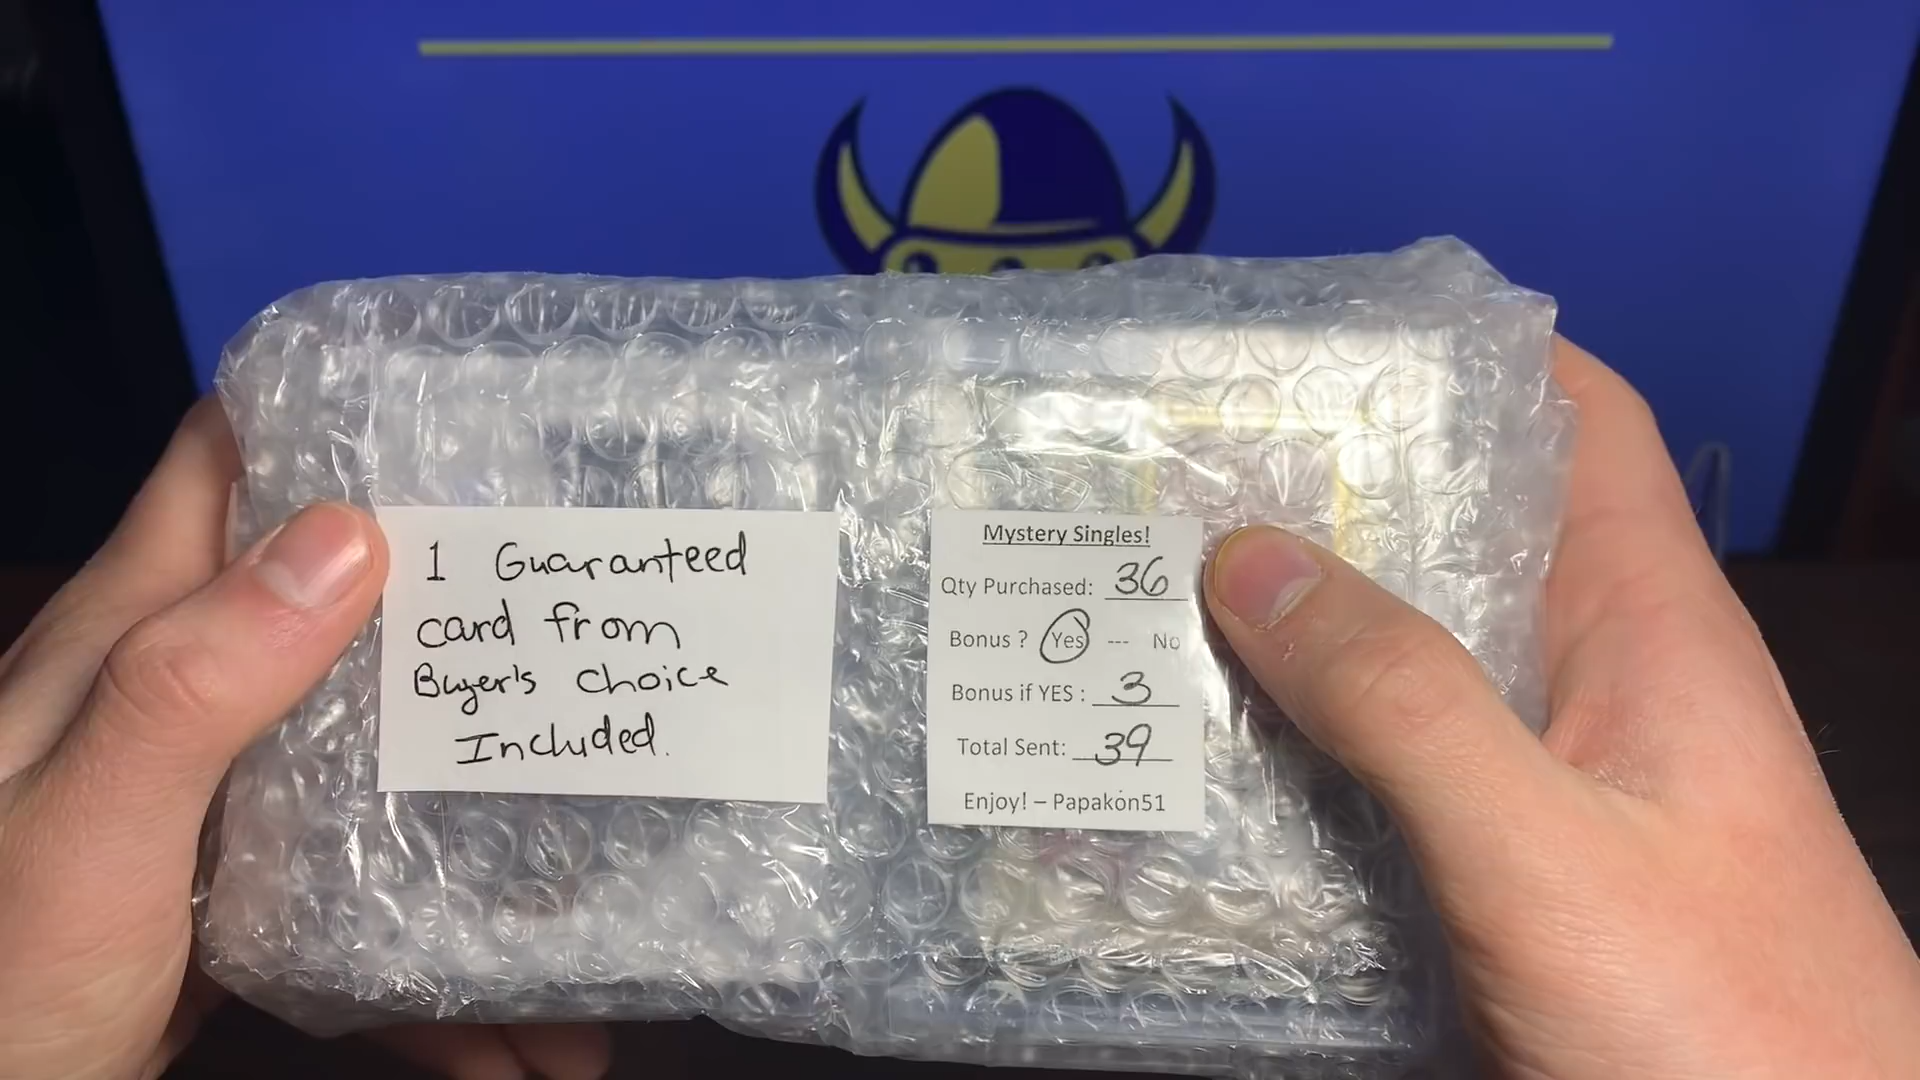 1 Guaranteed
card from
Buyer's choice
Included.
Mystery Singles!
Qty Purchased: 36
Bonus ? Yes --- No
Bonus if YES : 3
Total Sent: 39
Enjoy! – Papakon51